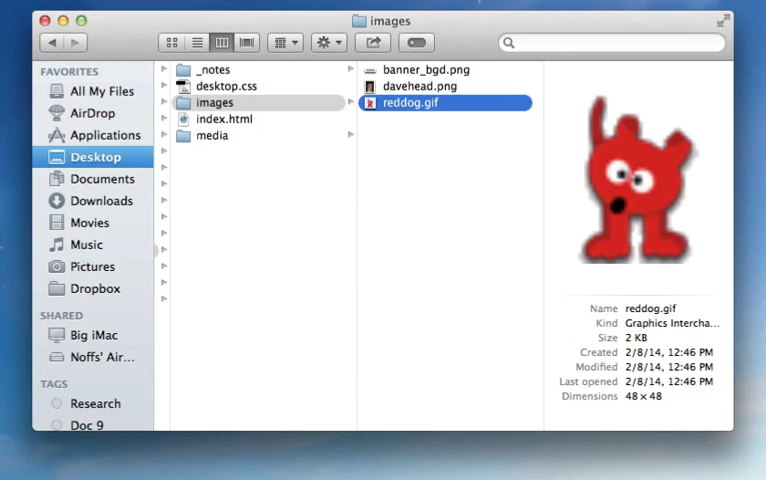 images
FAVORITES
All My Files
AirDrop
Applications
Desktop
Documents
Downloads
Movies
Music
Pictures
Dropbox
SHARED
Big iMac
Noffs' Air...
TAGS
Research
Doc 9
_notes
desktop.css
images
index.html
media
banner_bgd.png
davehead.png
reddog.gif
Name reddog.gif
Kind Graphics Intercha...
Size 2 KB
Created 2/8/14, 12:46 PM
Modified 2/8/14, 12:46 PM
Last opened 2/8/14, 12:46 PM
Dimensions 48 × 48